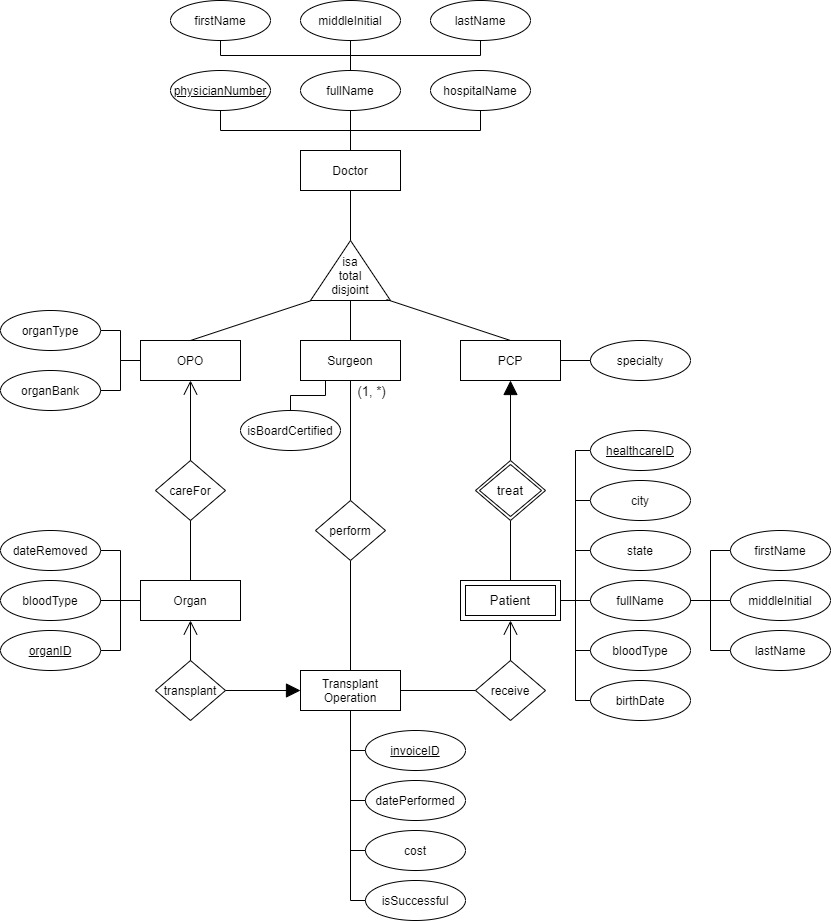 firstName
middleInitial
lastName
physicianNumber
fullName
hospitalName
Doctor
isa
total
disjoint
organType
OPO
Surgeon
PCP
specialty
organBank
(1, *)
isBoardCertified
healthcareID
careFor
treat
city
perform
dateRemoved
state
firstName
bloodType
Organ
Patient
fullName
middleInitial
organID
bloodType
lastName
transplant
Transplant
Operation
receive
birthDate
invoiceID
datePerformed
cost
isSuccessful